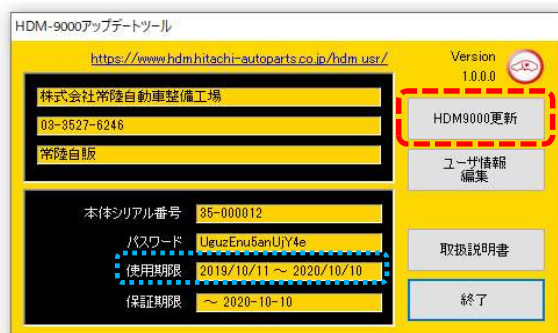 HDM-9000アップデートツール
https://www.hdm.hitachi-autoparts.co.jp/hdm_usr/
Version
1.0.0.0
株式会社常陸自動車整備工場
03-3527-6246
常陸自販
HDM9000更新
ユーザ情報
編集
本体シリアル番号 35-000012
パスワード UguzEnu5anUjY4e
使用期限 2019/10/11 ～ 2020/10/10
保証期限 ～ 2020-10-10
取扱説明書
終了